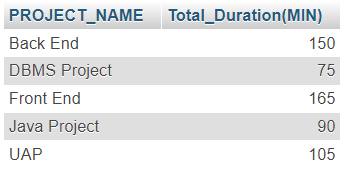 PROJECT_NAME Total_Duration(MIN)
Back End 150
DBMS Project 75
Front End 165
Java Project 90
UAP 105